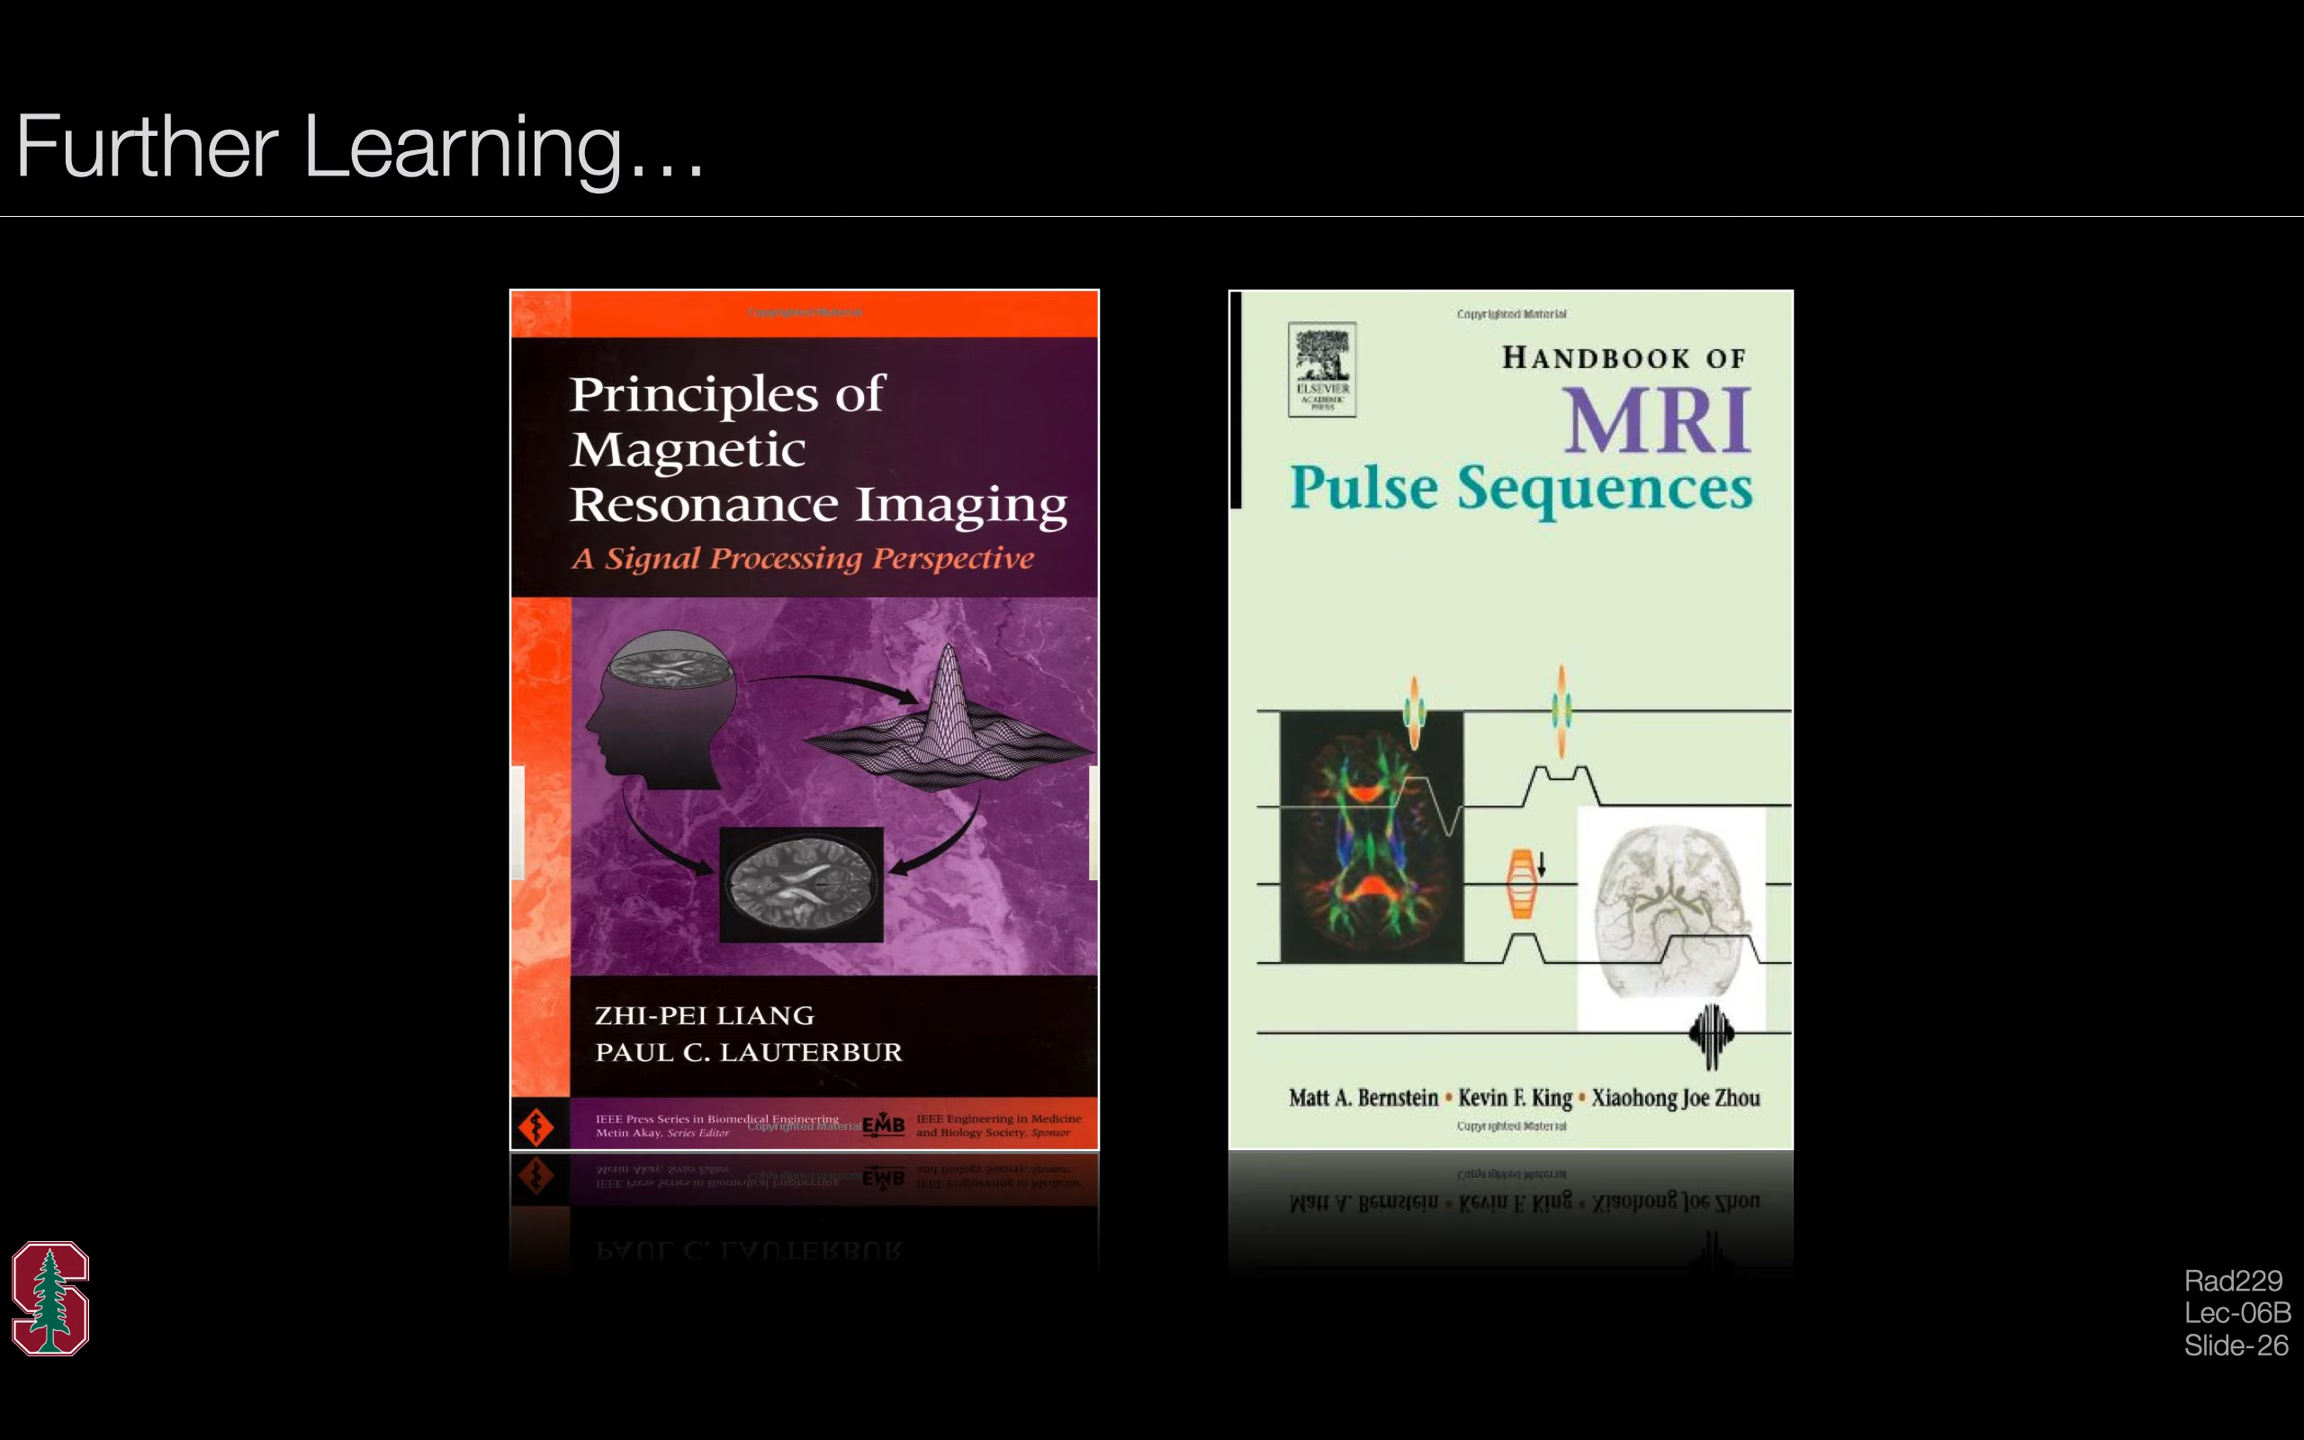 Further Learning...
Copyrighted Material
Principles of
Magnetic
Resonance Imaging
A Signal Processing Perspective
ZHI-PEI LIANG
PAUL C. LAUTERBUR
IEEE Press Series in Biomedical Engineering
Metin Akay, Series Editor
Copyrighted Material
EMB
IEEE Engineering in Medicine
and Biology Society, Sponsor
Copyrighted Material
ELSEVIER
ACADEMIC
PRESS
HANDBOOK OF
MRI
Pulse Sequences
Matt A. Bernstein • Kevin F. King • Xiaohong Joe Zhou
Copyrighted Material
Rad229
Lec-06B
Slide-26